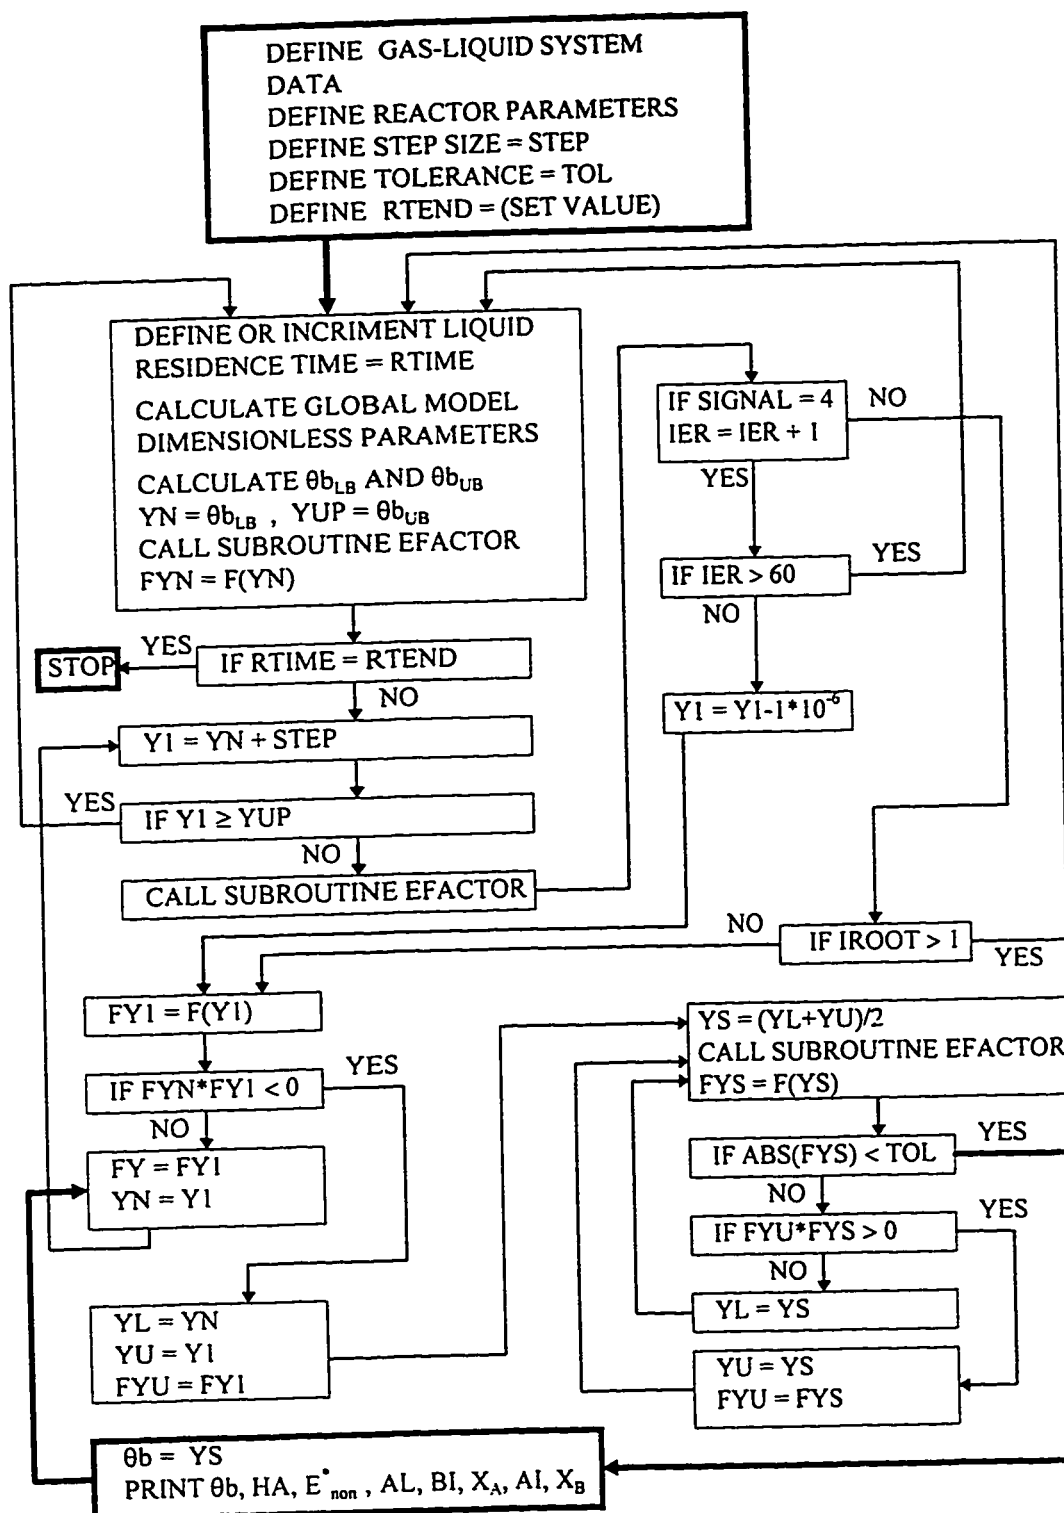 DEFINE GAS-LIQUID SYSTEM
DATA
DEFINE REACTOR PARAMETERS
DEFINE STEP SIZE = STEP
DEFINE TOLERANCE = TOL
DEFINE RTEND = (SET VALUE)
DEFINE OR INCRIMENT LIQUID
RESIDENCE TIME = RTIME
CALCULATE GLOBAL MODEL
DIMENSIONLESS PARAMETERS
CALCULATE θb_LB AND θb_UB
YN = θb_LB , YUP = θb_UB
CALL SUBROUTINE EFACTOR
FYN = F(YN)
YES
STOP
IF RTIME = RTEND
NO
Y1 = YN + STEP
YES
IF Y1 ≥ YUP
NO
CALL SUBROUTINE EFACTOR
IF SIGNAL = 4
IER = IER + 1
NO
YES
IF IER > 60
YES
NO
Y1 = Y1-1*10^-6
NO
IF IROOT > 1
YES
FY1 = F(Y1)
IF FYN*FY1 < 0
YES
NO
FY = FY1
YN = Y1
YL = YN
YU = Y1
FYU = FY1
YS = (YL+YU)/2
CALL SUBROUTINE EFACTOR
FYS = F(YS)
IF ABS(FYS) < TOL
YES
NO
IF FYU*FYS > 0
YES
NO
YL = YS
YU = YS
FYU = FYS
θb = YS
PRINT θb, HA, E*_non , AL, BI, X_A, AI, X_B